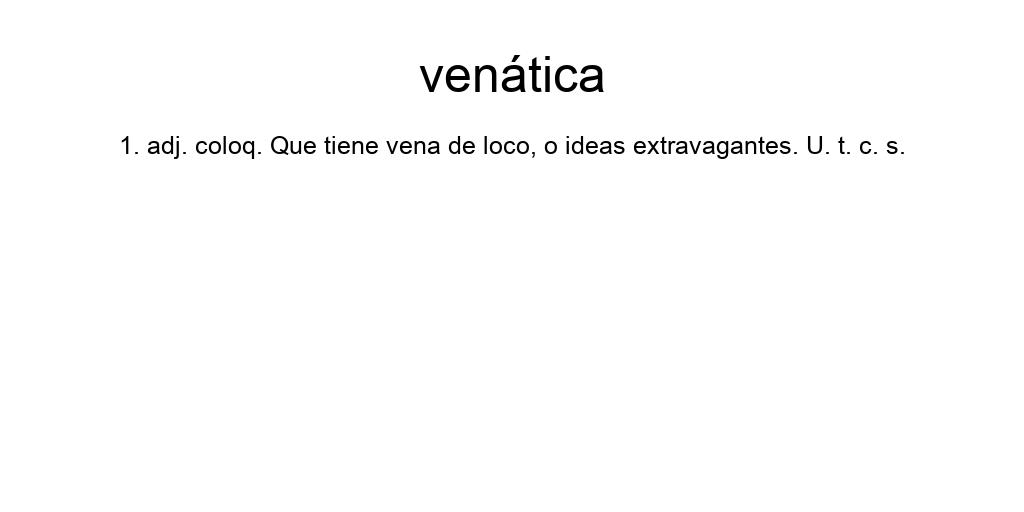 venática
1. adj. coloq. Que tiene vena de loco, o ideas extravagantes. U. t. c. s.